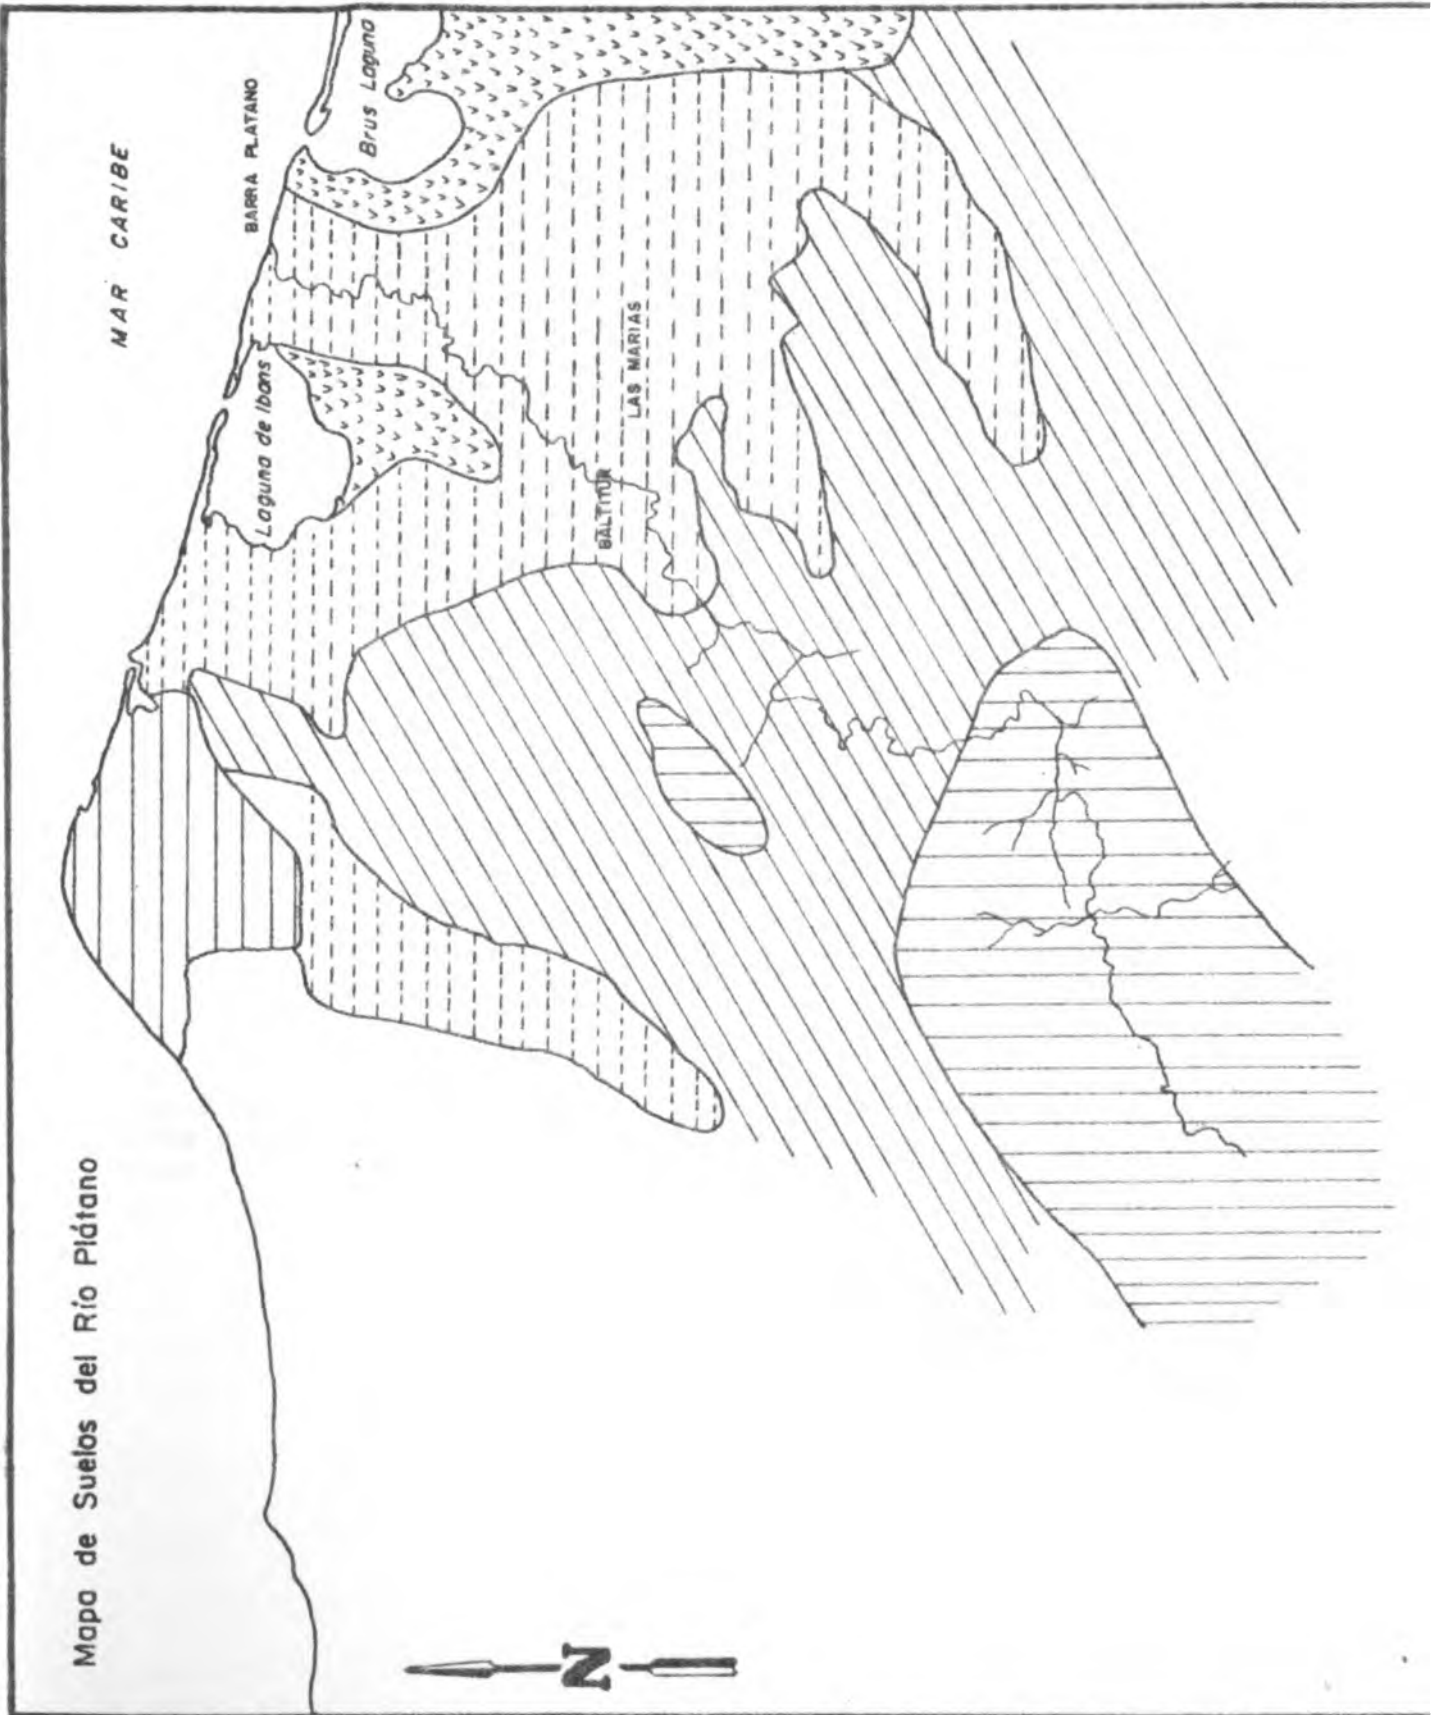 Mapa de Suelos del Río Plátano
MAR CARIBE
BARRA PLATANO
Brus Laguna
Laguna de Ibans
LAS MARIAS
BALTITUR
N